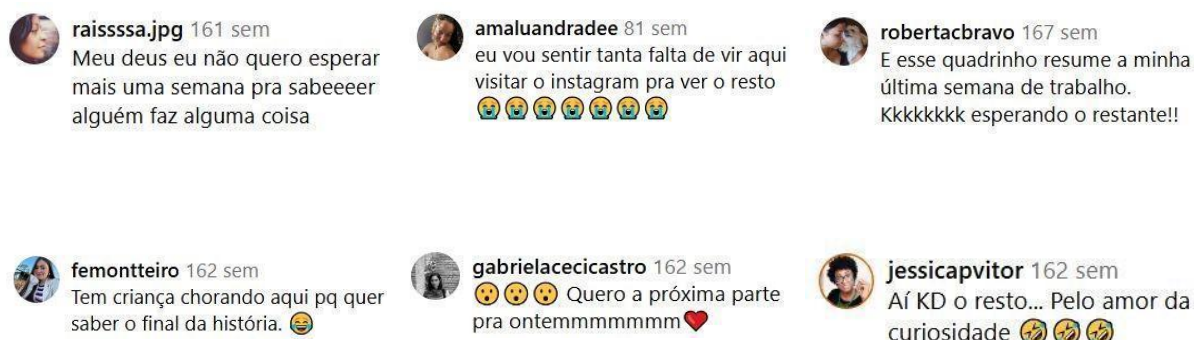 raissssa.jpg 161 sem
Meu deus eu não quero esperar
mais uma semana pra sabeeeer
alguém faz alguma coisa
amaluandradee 81 sem
eu vou sentir tanta falta de vir aqui
visitar o instagram pra ver o resto
😭😭😭😭😭😭😭
robertacbravo 167 sem
E esse quadrinho resume a minha
última semana de trabalho.
Kkkkkkkk esperando o restante!!
femontteiro 162 sem
Tem criança chorando aqui pq quer
saber o final da história. 😂
gabrielacecicastro 162 sem
😮😮😮 Quero a próxima parte
pra ontemmmmmmm❤️
jessicapvitor 162 sem
Aí KD o resto... Pelo amor da
curiosidade 🤣🤣🤣